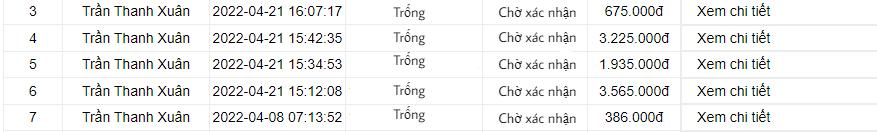 3 Trần Thanh Xuân 2022-04-21 16:07:17 Trống Chờ xác nhận 675.000đ Xem chi tiết
4 Trần Thanh Xuân 2022-04-21 15:42:35 Trống Chờ xác nhận 3.225.000đ Xem chi tiết
5 Trần Thanh Xuân 2022-04-21 15:34:53 Trống Chờ xác nhận 1.935.000đ Xem chi tiết
6 Trần Thanh Xuân 2022-04-21 15:12:08 Trống Chờ xác nhận 3.565.000đ Xem chi tiết
7 Trần Thanh Xuân 2022-04-08 07:13:52 Trống Chờ xác nhận 386.000đ Xem chi tiết